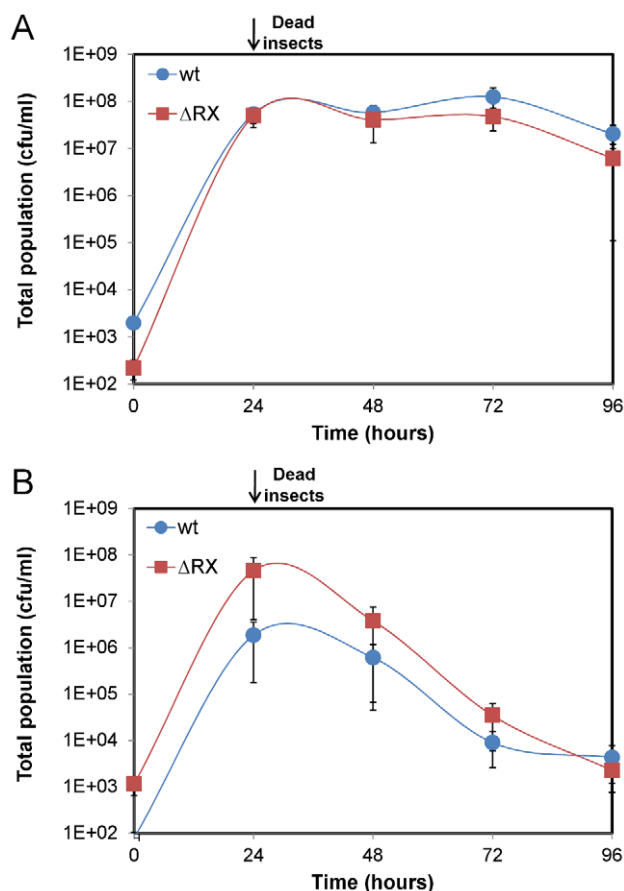 A
Dead
insects
1E+09
1E+08
1E+07
1E+06
1E+05
1E+04
1E+03
1E+02
wt
ΔRX
Total population (cfu/ml)
0 24 48 72 96
Time (hours)
B
Dead
insects
1E+09
1E+08
1E+07
1E+06
1E+05
1E+04
1E+03
1E+02
wt
ΔRX
Total population (cfu/ml)
0 24 48 72 96
Time (hours)